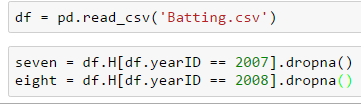 df = pd.read_csv('Batting.csv')
seven = df.H[df.yearID == 2007].dropna()
eight = df.H[df.yearID == 2008].dropna()